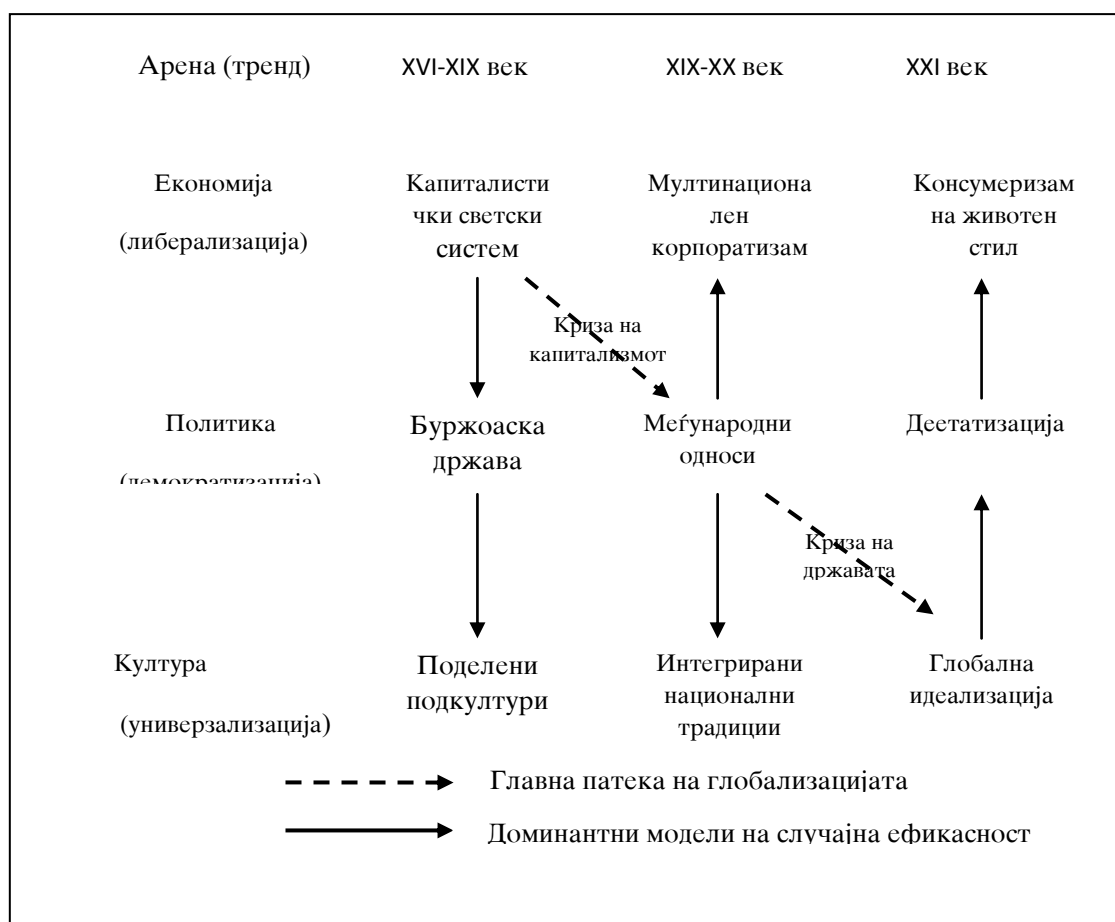 Арена (тренд) XVI-XIX век XIX-XX век XXI век
Економија
(либерализација)
Капиталисти
чки светски
систем
Мултинациона
лен
корпоратизам
Консумеризам
на животен
стил
Криза на
капитализмот
Политика
(демократизација)
Буржоаска
држава
Меѓународни
односи
Деетатизација
Криза на
државата
Култура
(универзализација)
Поделени
подкултури
Интегрирани
национални
традиции
Глобална
идеализација
Главна патека на глобализацијата
Доминантни модели на случајна ефикасност